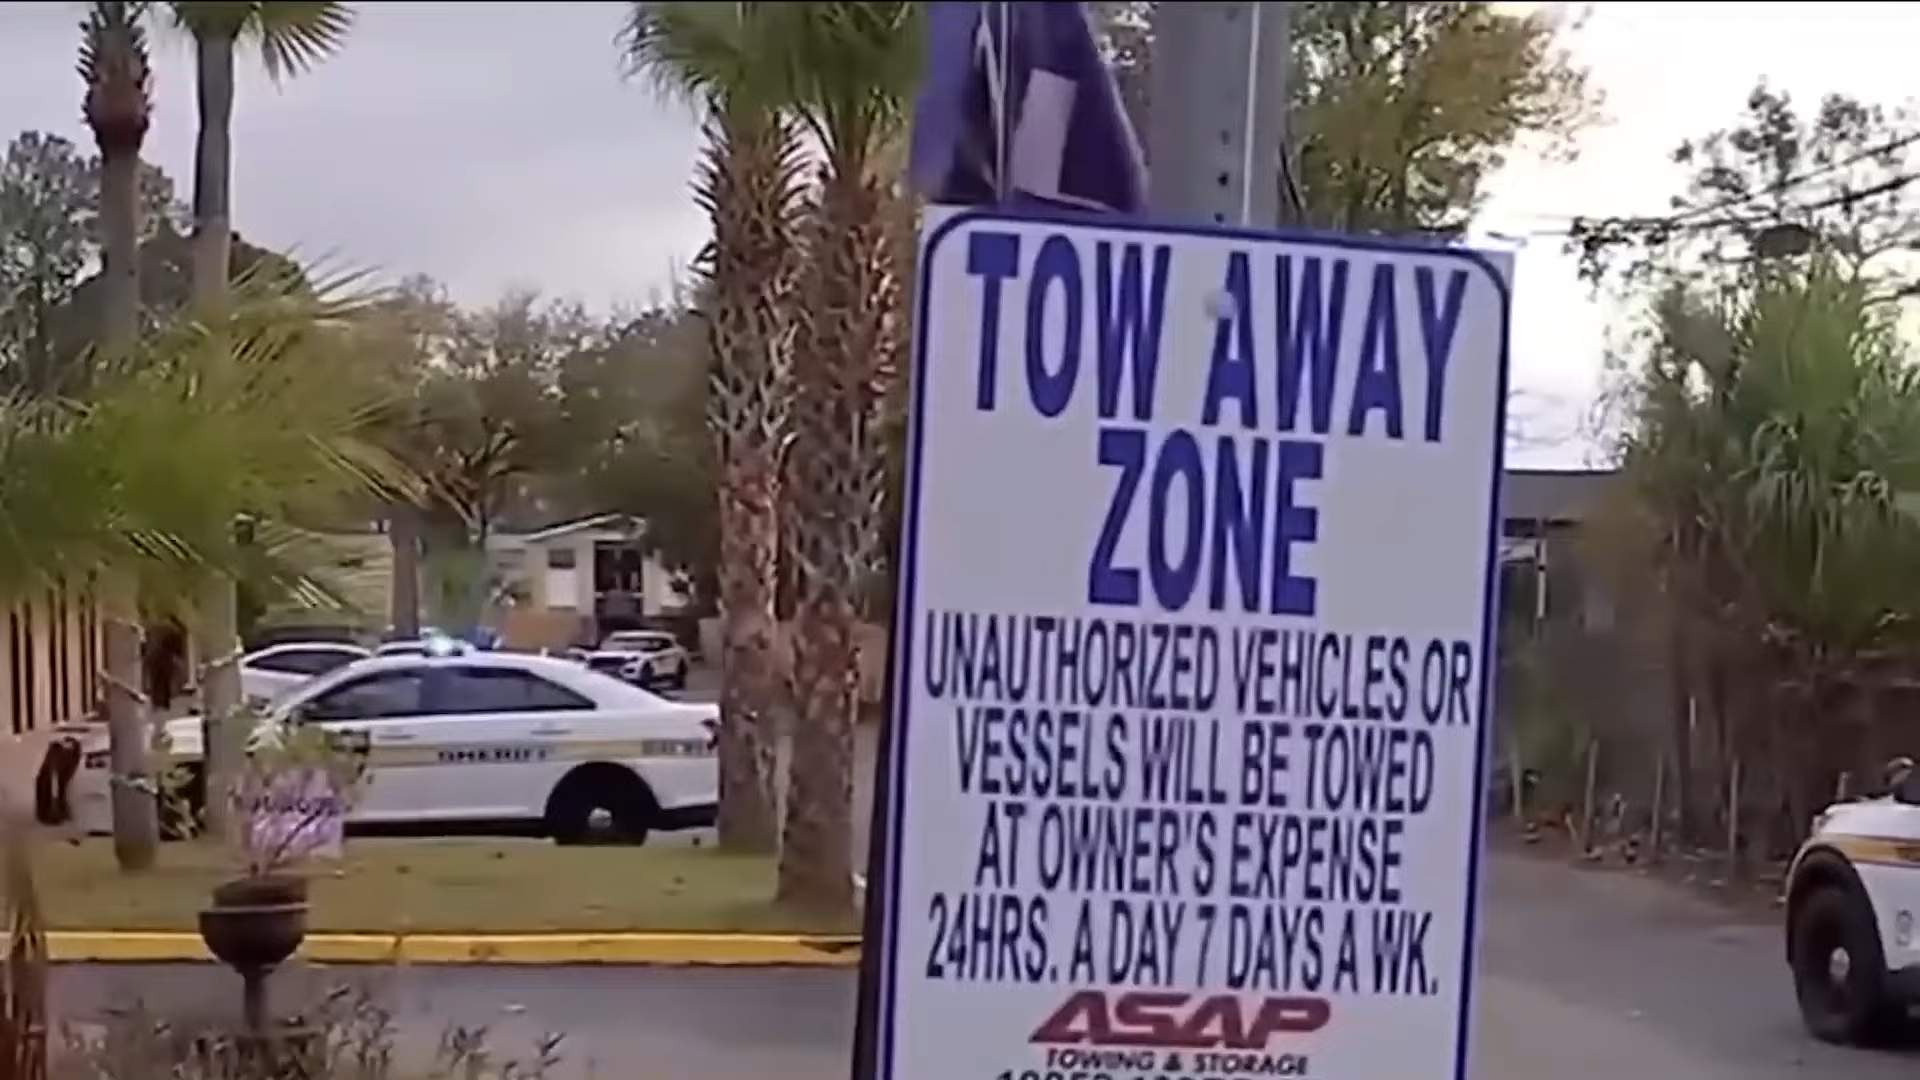 TOW AWAY
ZONE
UNAUTHORIZED VEHICLES OR
VESSELS WILL BE TOWED
AT OWNER'S EXPENSE
24HRS. A DAY 7 DAYS A WK.
ASAP
TOWING & STORAGE
SHERIFF